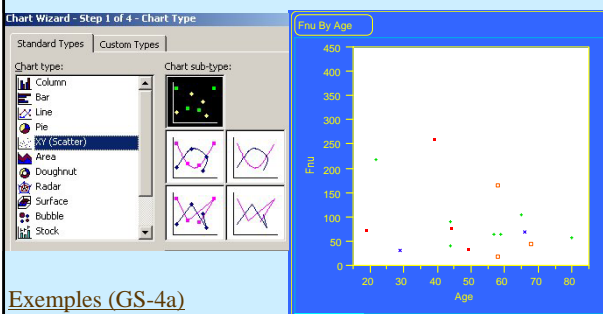 Chart Wizard - Step 1 of 4 - Chart Type
Standard Types
Custom Types
Chart type:
Chart sub-type:
Column
Bar
Line
Pie
XY (Scatter)
Area
Doughnut
Radar
Surface
Bubble
Stock
Exemples (GS-4a)
Fnu By Age
450
400
350
300
250
200
150
100
50
0
Fnu
20 30 40 50 60 70 80
Age